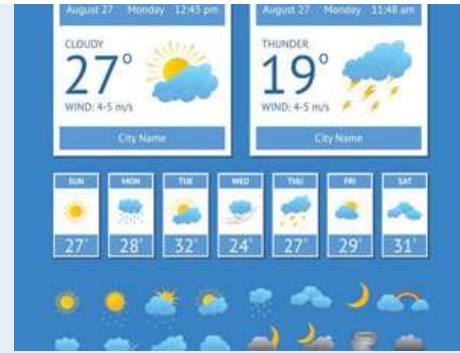 August 27 Monday 12:43 pm
CLOUDY
27°
WIND: 4-5 m/s
City Name
August 27 Monday 11:48 am
THUNDER
19°
WIND: 4-5 m/s
City Name
SUN MON TUE WED THU FRI SAT
27° 28° 32° 24° 27° 29° 31°